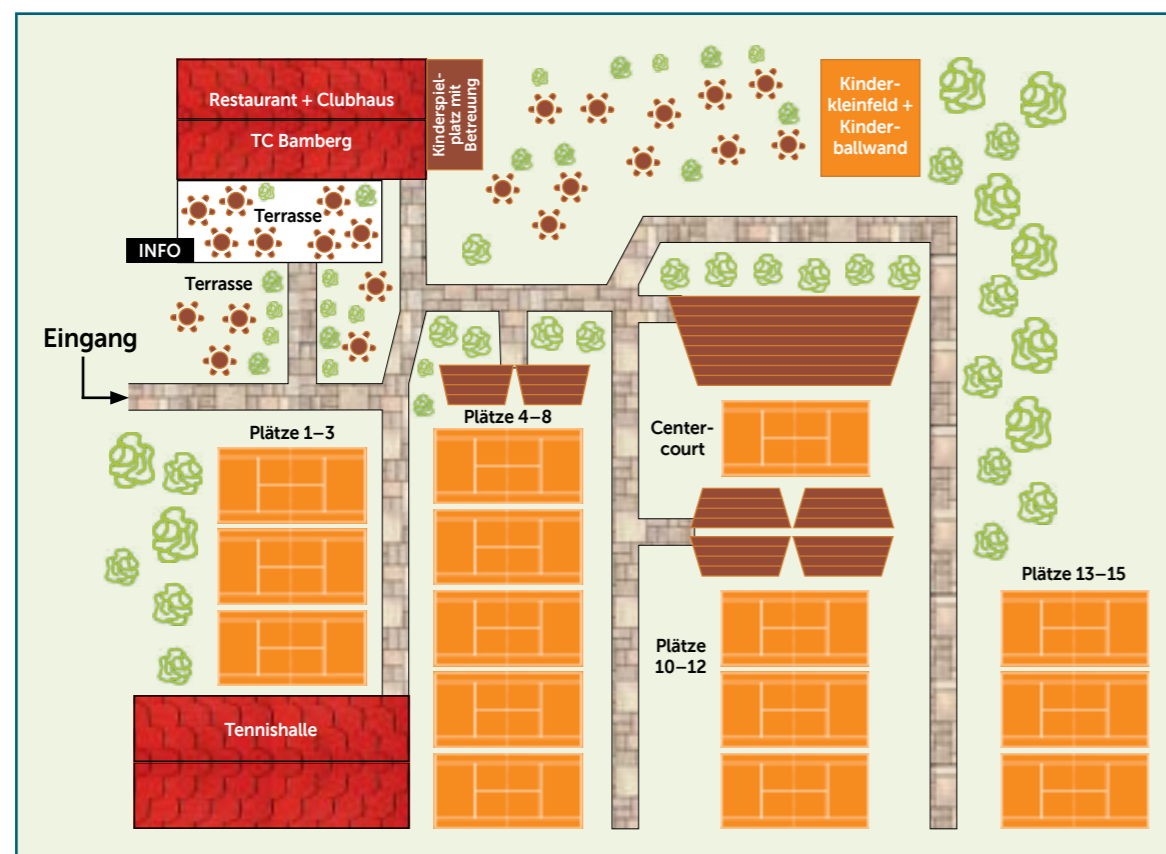 Restaurant + Clubhaus
TC Bamberg
Kinderspiel-
platz mit
Betreuung
Kinder-
kleinfeld +
Kinder-
ballwand
Terrasse
INFO
Terrasse
Eingang
Plätze 1–3
Plätze 4–8
Center-
court
Plätze
10–12
Plätze 13–15
Tennishalle